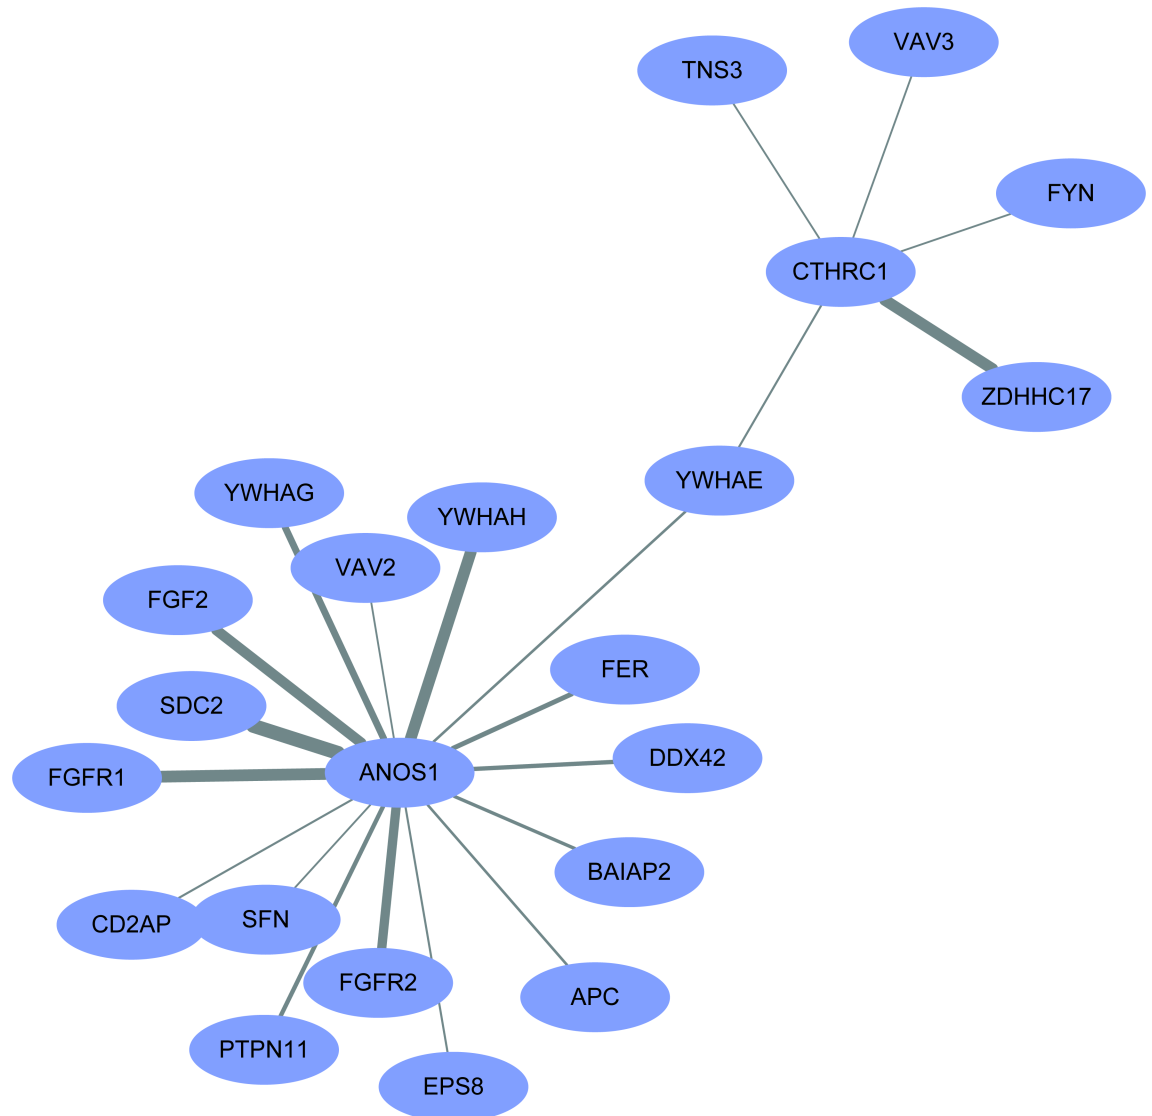 VAV3
TNS3
FYN
CTHRC1
ZDHHC17
YWHAE
YWHAG
YWHAH
VAV2
FGF2
FER
SDC2
DDX42
ANOS1
FGFR1
BAIAP2
SFN
CD2AP
FGFR2
APC
PTPN11
EPS8